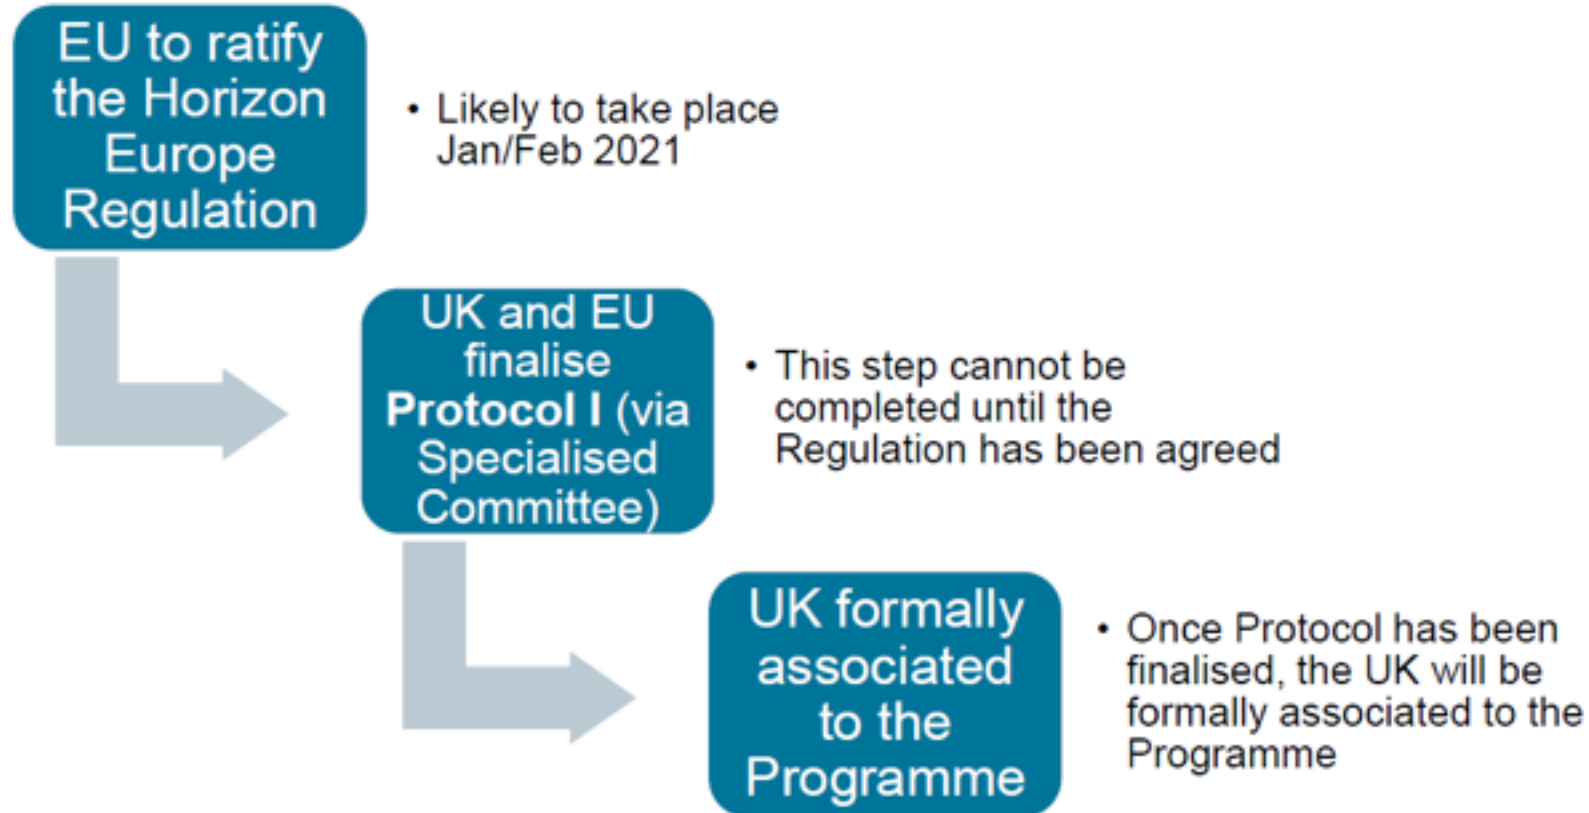 EU to ratify
the Horizon
Europe
Regulation
• Likely to take place
Jan/Feb 2021
UK and EU
finalise
Protocol I (via
Specialised
Committee)
• This step cannot be
completed until the
Regulation has been agreed
UK formally
associated
to the
Programme
• Once Protocol has been
finalised, the UK will be
formally associated to the
Programme